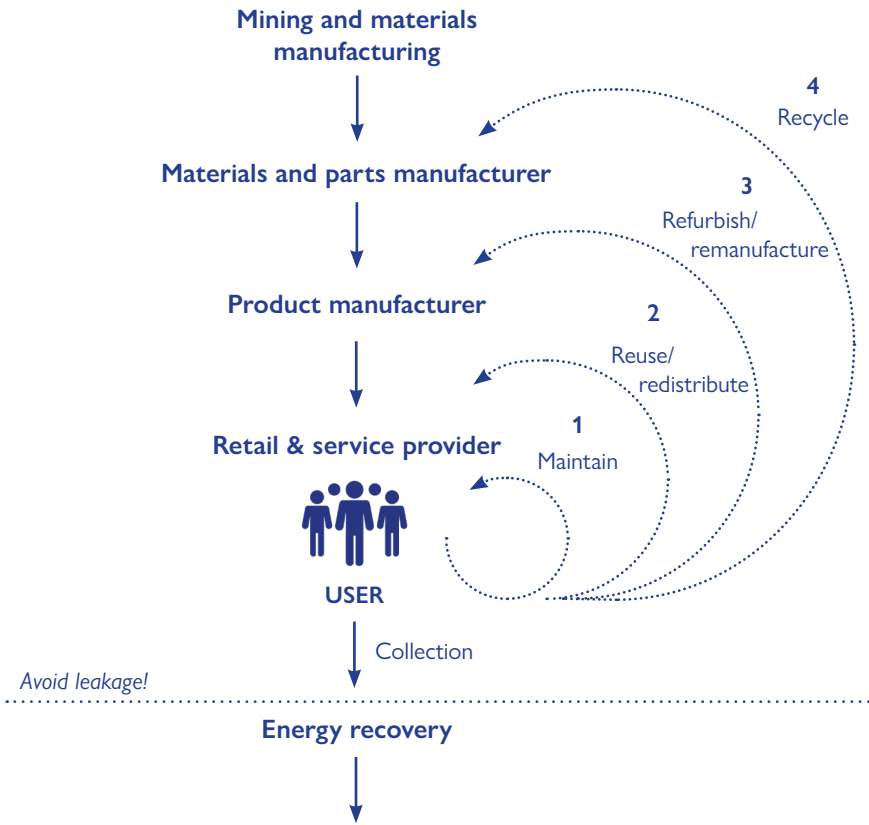 Mining and materials
manufacturing
4
Recycle
Materials and parts manufacturer
3
Refurbish/
remanufacture
Product manufacturer
2
Reuse/
redistribute
Retail & service provider
1
Maintain
USER
Collection
Avoid leakage!
Energy recovery